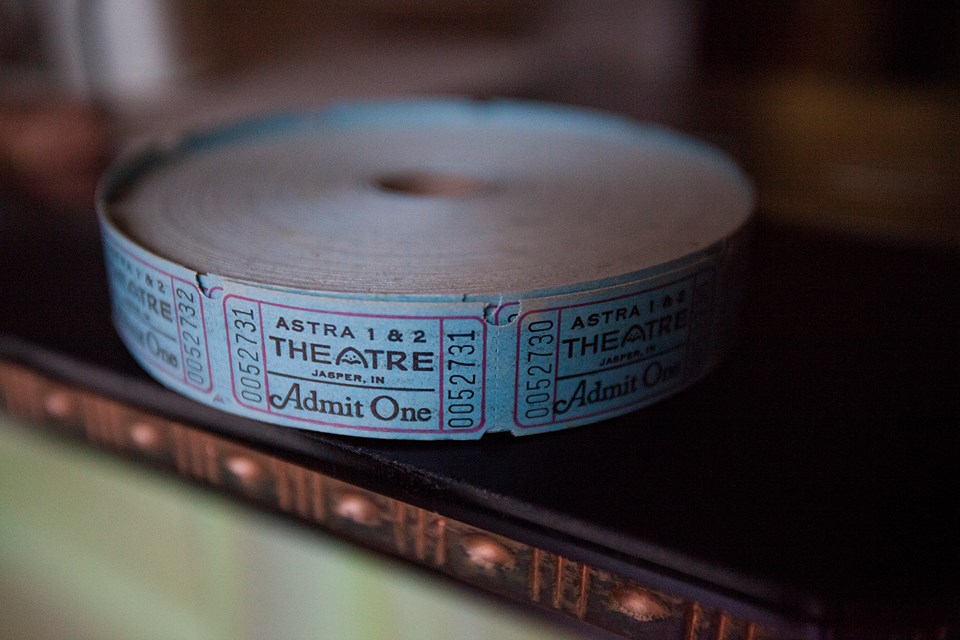 0052732
0052731
ASTRA 1 & 2
THEATRE
JASPER, IN
Admit One
0052731
0052730
ASTRA 1 & 2
THEATRE
JASPER, IN
Admit One